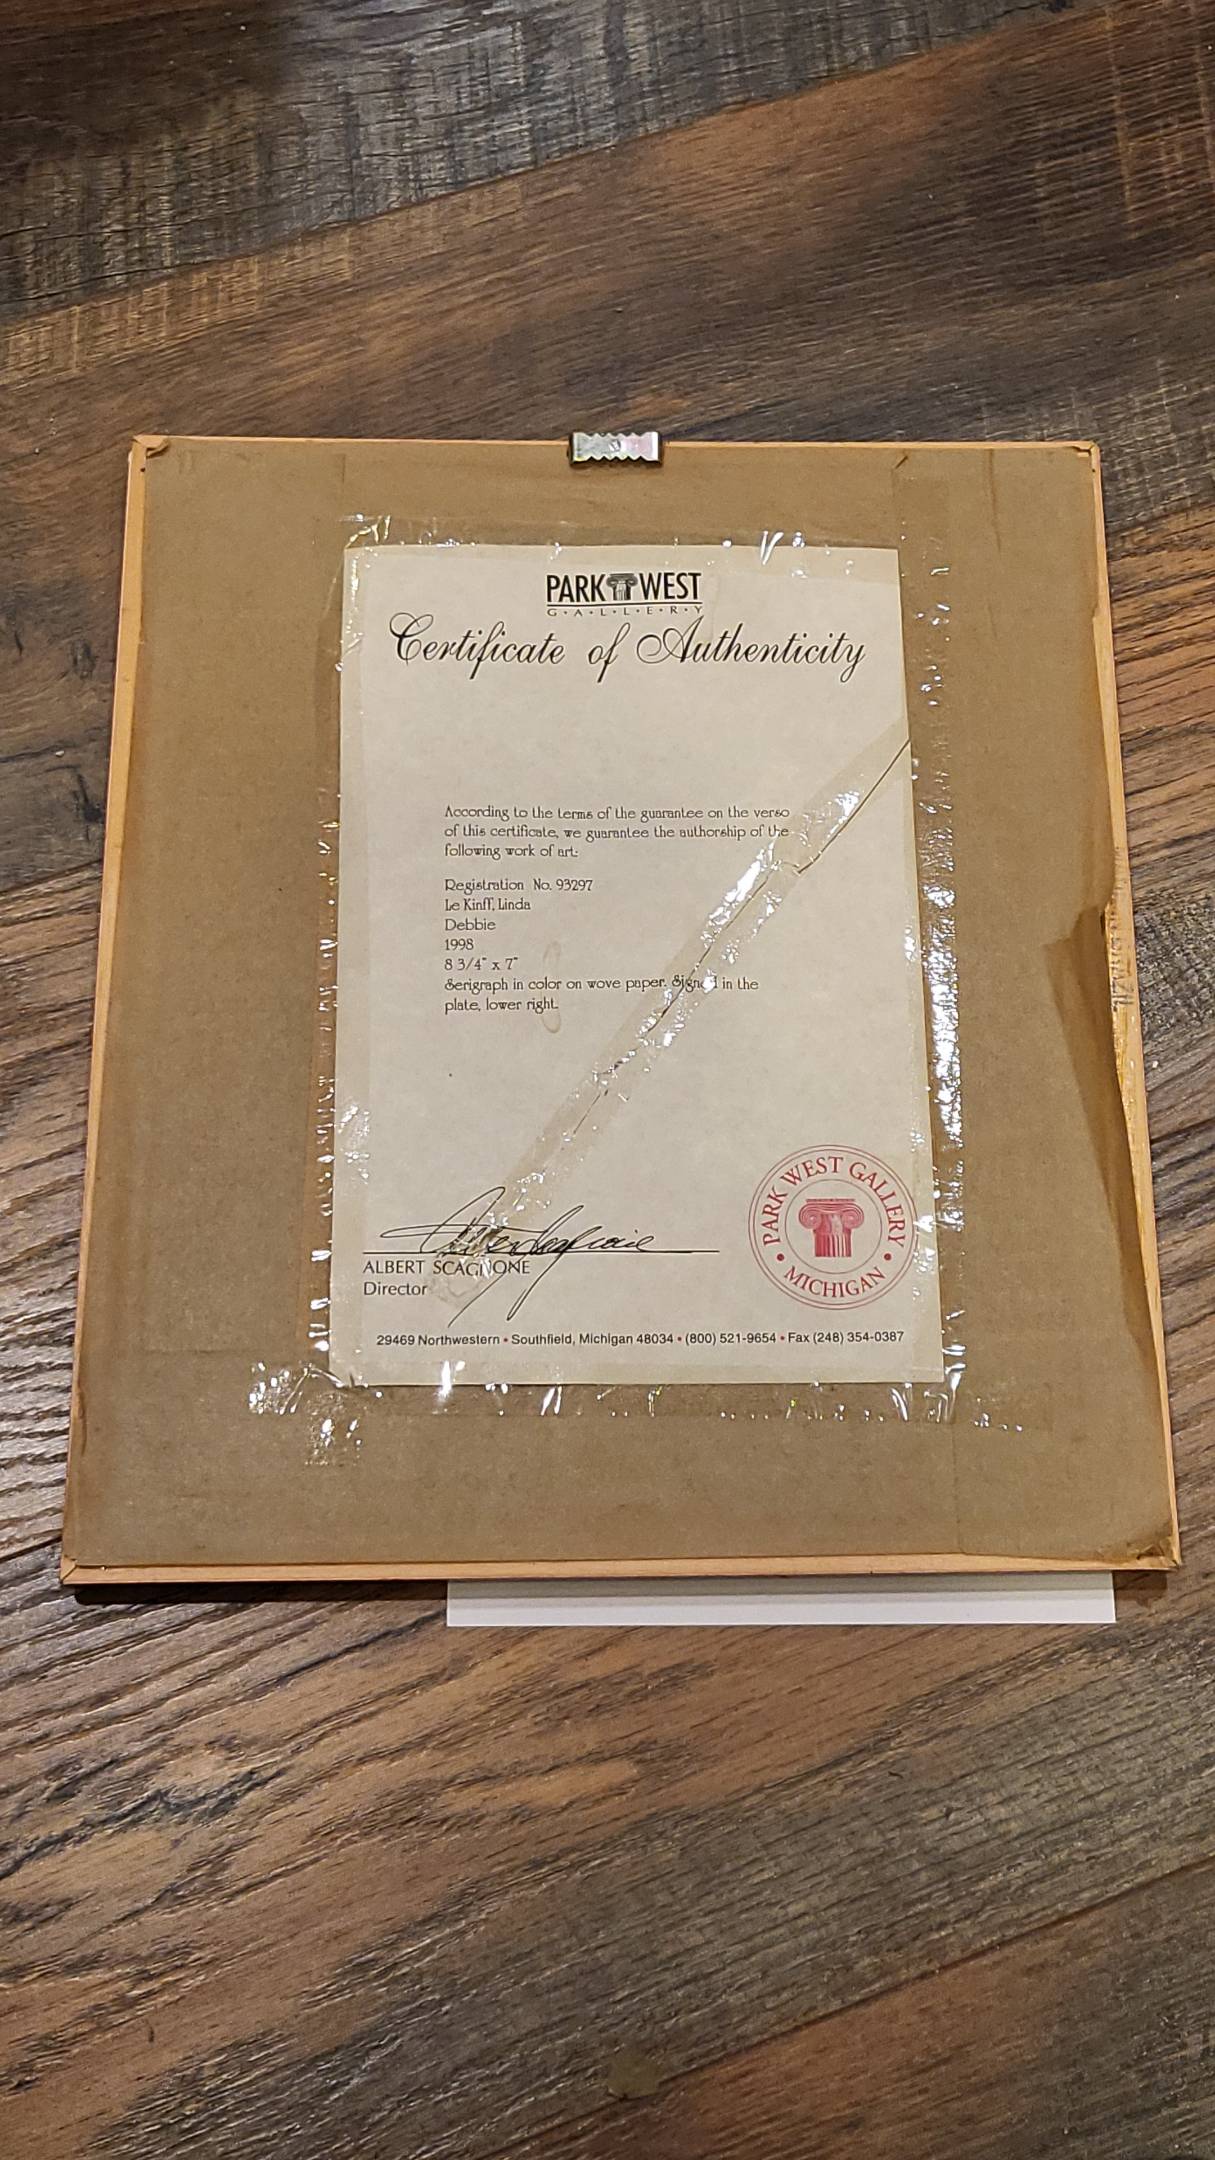 PARK WEST
G•A•L•L•E•R•Y
Certificate of Authenticity
According to the terms of the guarantee on the verso
of this certificate, we guarantee the authorship of the
following work of art:
Registration No. 93297
Le Kinff, Linda
Debbie
1998
8 3/4" x 7"
Serigraph in color on wove paper. Signed in the
plate, lower right.
ALBERT SCAGLIONE
Director
PARK WEST GALLERY
• MICHIGAN •
29469 Northwestern • Southfield, Michigan 48034 • (800) 521-9654 • Fax (248) 354-0387